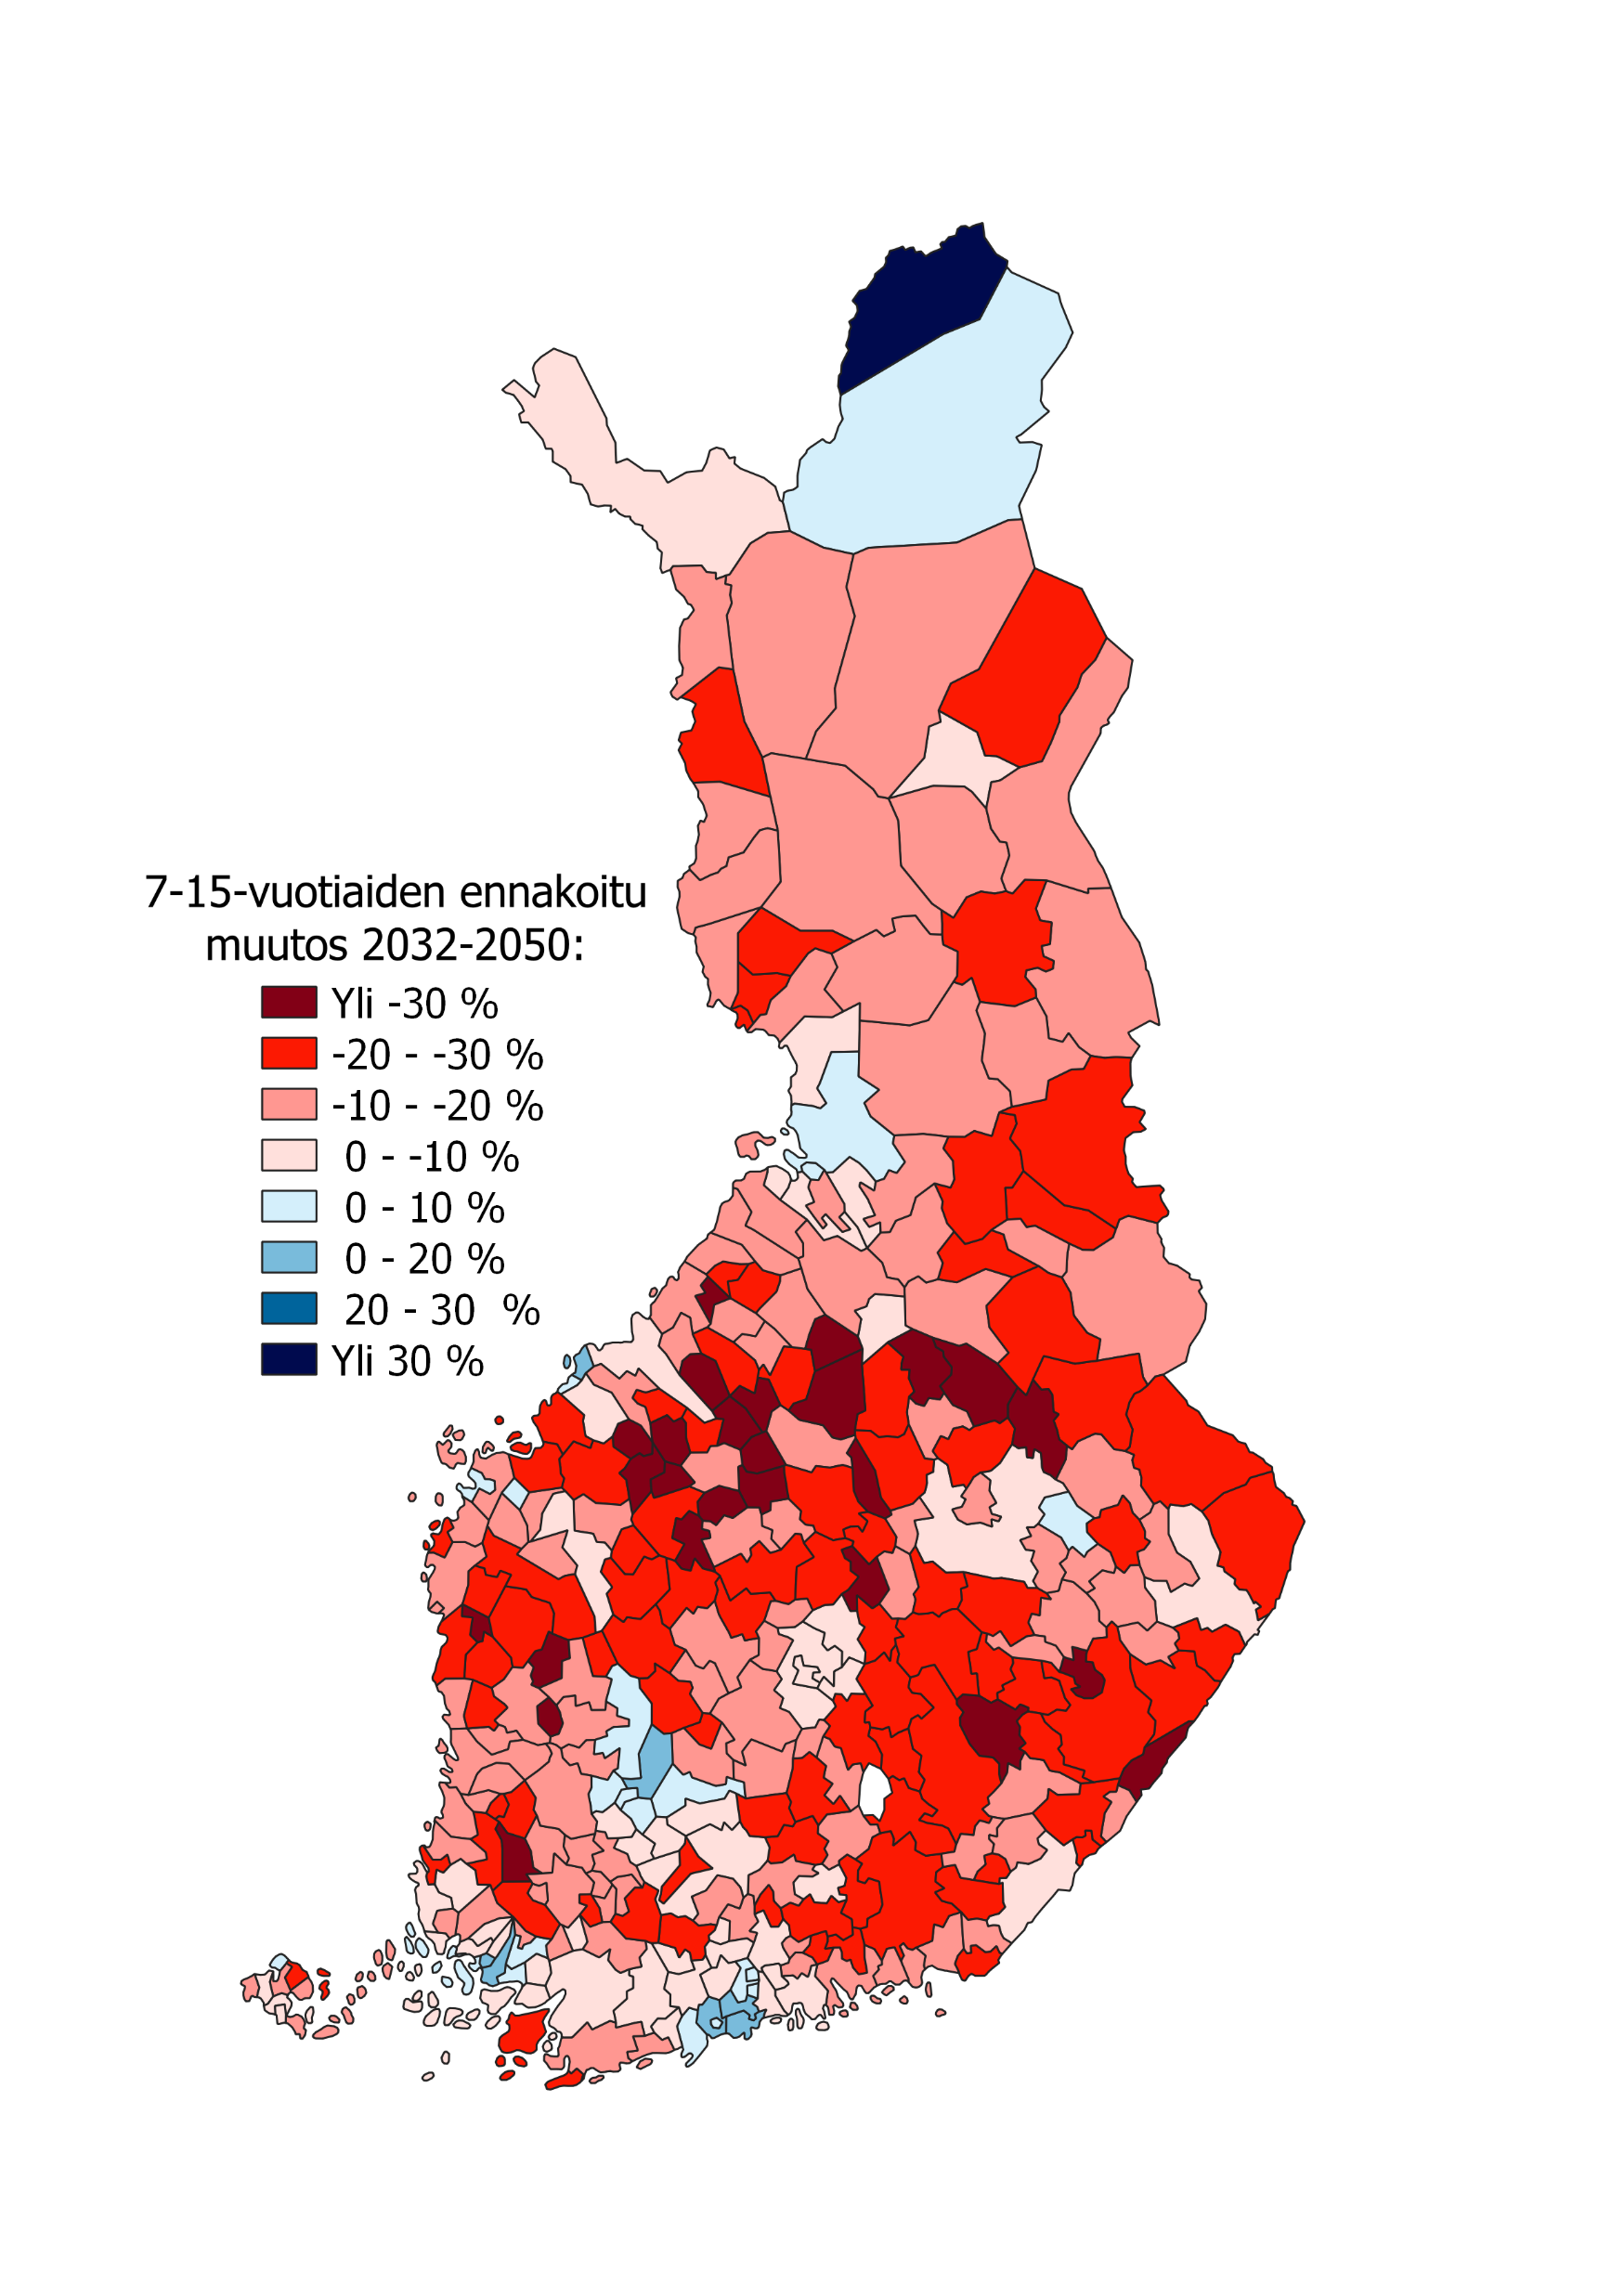 7-15-vuotiaiden ennakoitu
muutos 2032-2050:
Yli -30 %
-20 - -30 %
-10 - -20 %
0 - -10 %
0 - 10 %
0 - 20 %
20 - 30 %
Yli 30 %